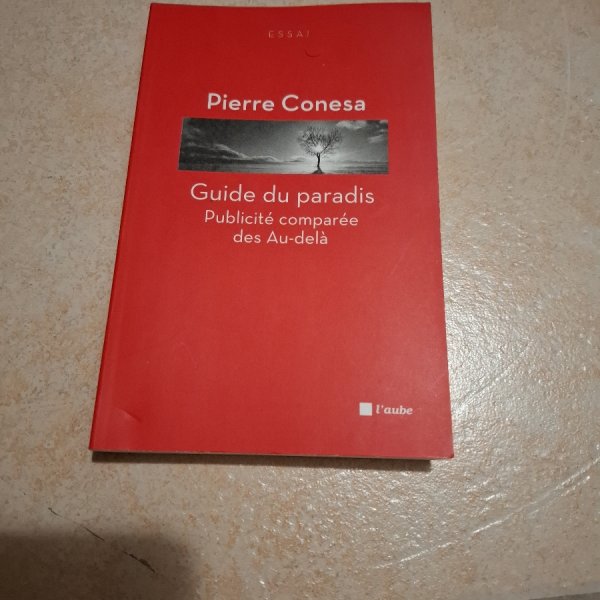 ESSAI
Pierre Conesa
Guide du paradis
Publicité comparée
des Au-delà
l'aube